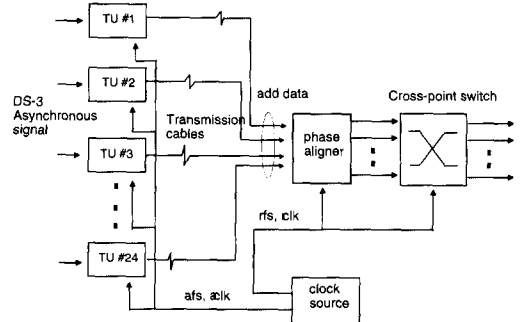 TU #1
TU #2
add data
Cross-point switch
DS-3
Asynchronous
signal
Transmission
cables
TU #3
phase
aligner
rfs, rclk
TU #24
afs, aclk
clock
source